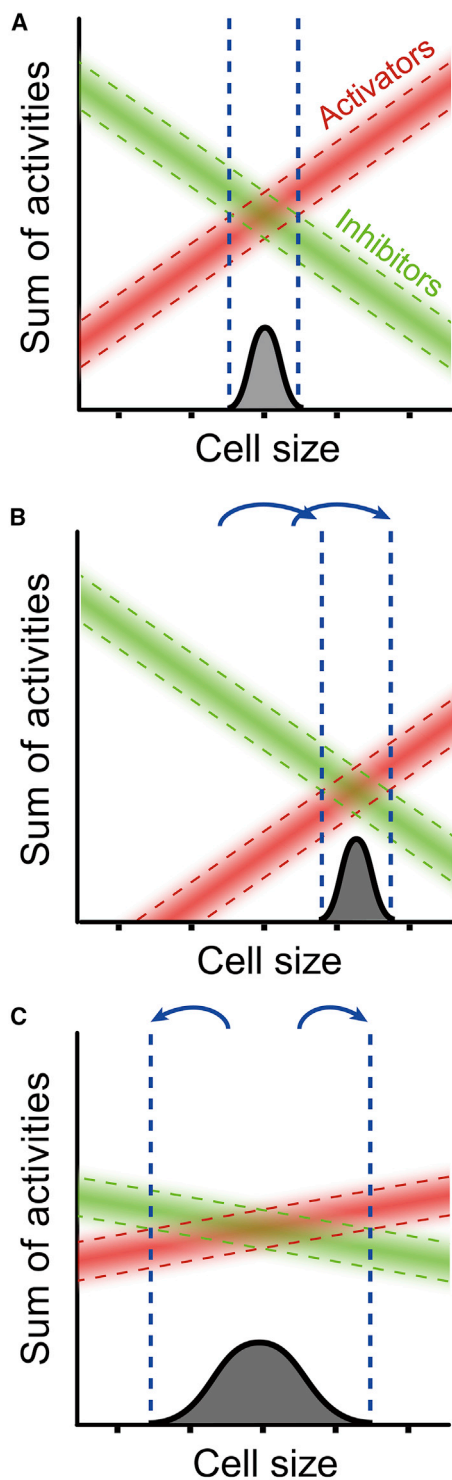 A
Sum of activities
Activators
Inhibitors
Cell size
B
Sum of activities
Cell size
C
Sum of activities
Cell size